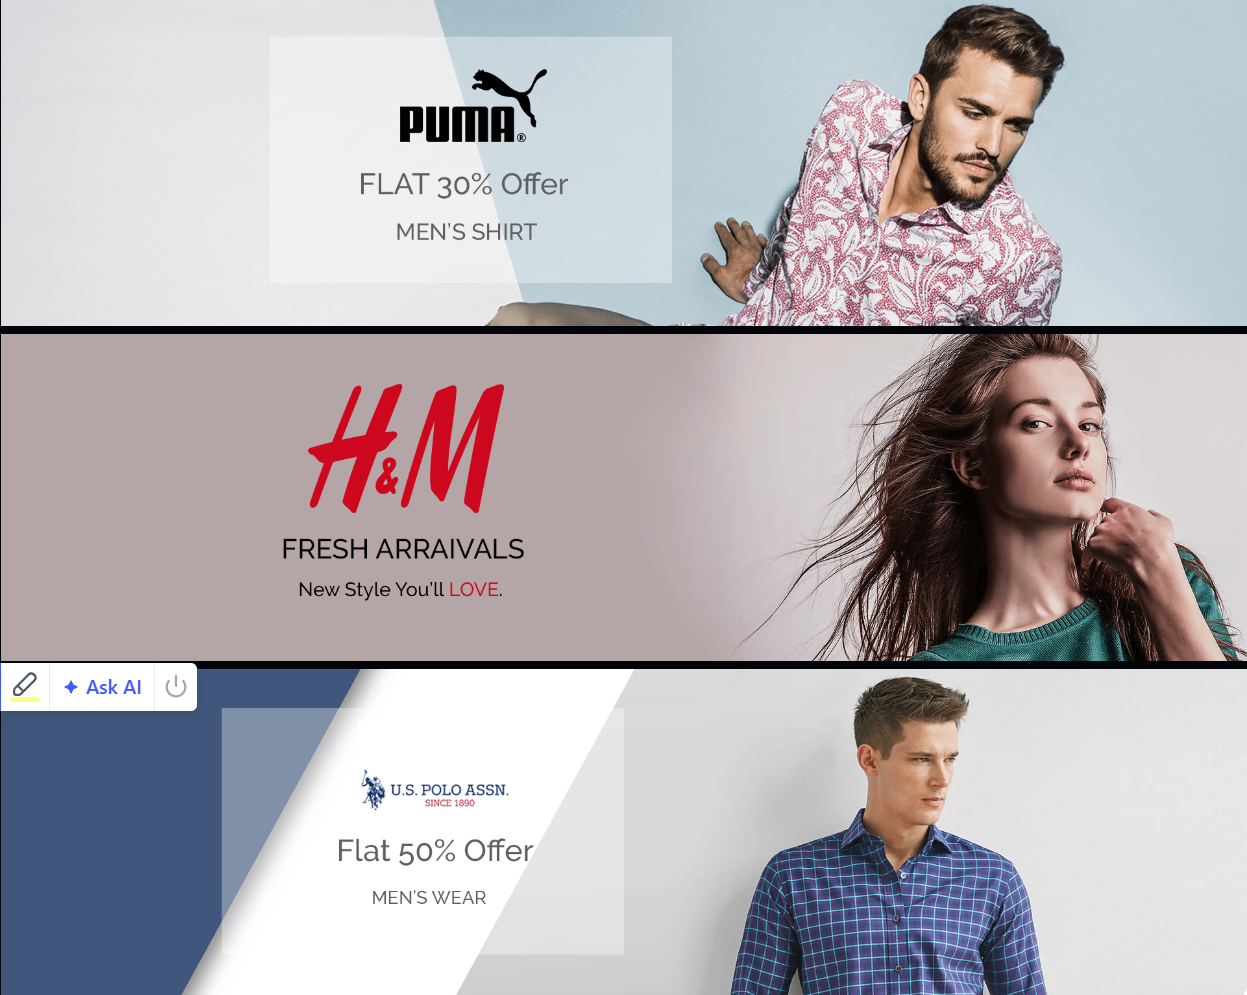 PUMA®
FLAT 30% Offer
MEN'S SHIRT
H&M
FRESH ARRAIVALS
New Style You'll LOVE.
Ask AI
U.S. POLO ASSN.
SINCE 1890
Flat 50% Offer
MEN'S WEAR